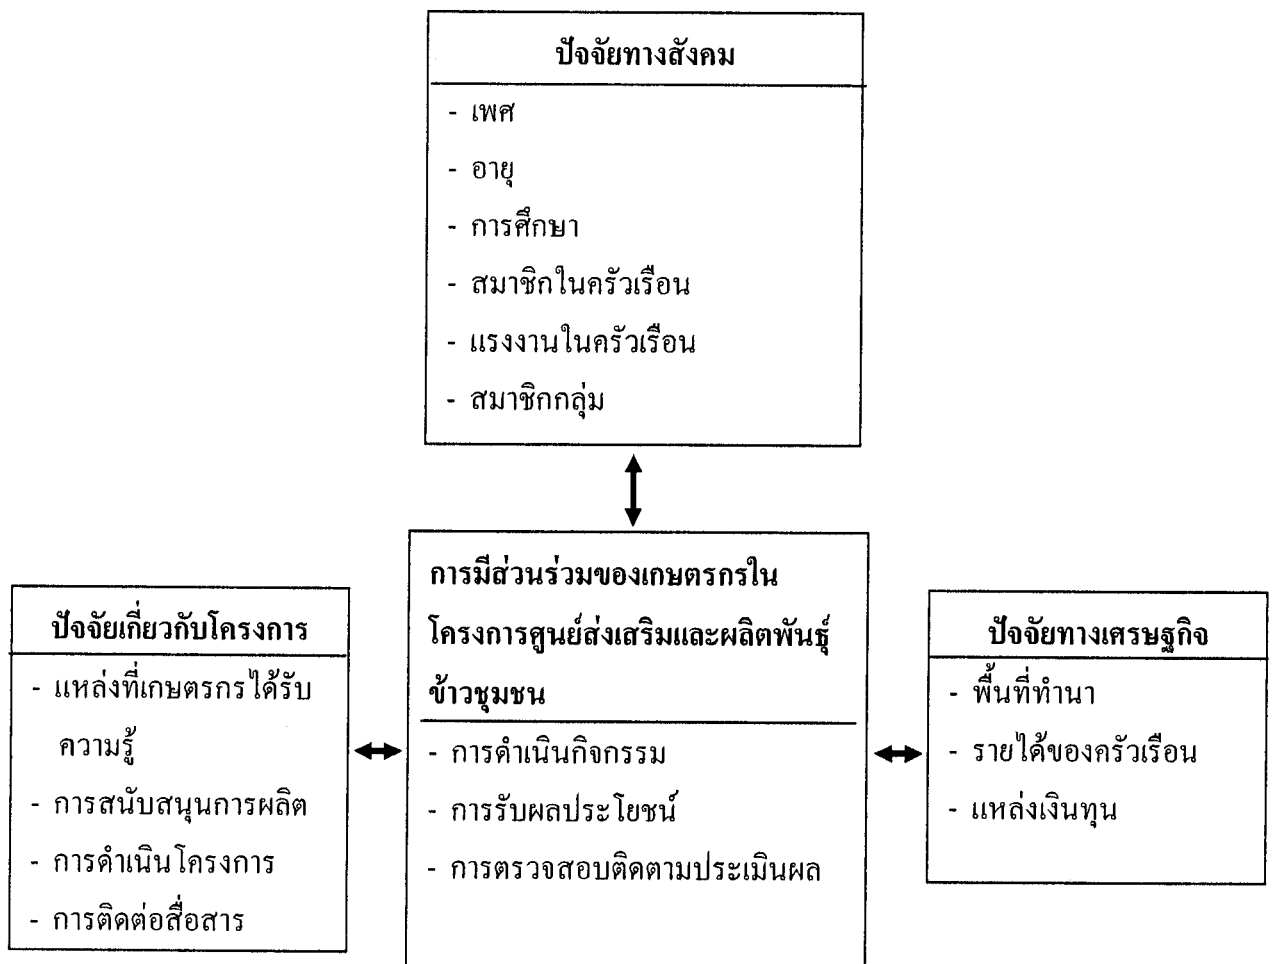 ปัจจัยทางสังคม
- เพศ
- อายุ
- การศึกษา
- สมาชิกในครัวเรือน
- แรงงานในครัวเรือน
- สมาชิกกลุ่ม
ปัจจัยเกี่ยวกับโครงการ
- แหล่งที่เกษตรกรได้รับ
ความรู้
- การสนับสนุนการผลิต
- การดำเนินโครงการ
- การติดต่อสื่อสาร
การมีส่วนร่วมของเกษตรกรใน
โครงการศูนย์ส่งเสริมและผลิตพันธุ์
ข้าวชุมชน
- การดำเนินกิจกรรม
- การรับผลประโยชน์
- การตรวจสอบติดตามประเมินผล
ปัจจัยทางเศรษฐกิจ
- พื้นที่ทำนา
- รายได้ของครัวเรือน
- แหล่งเงินทุน